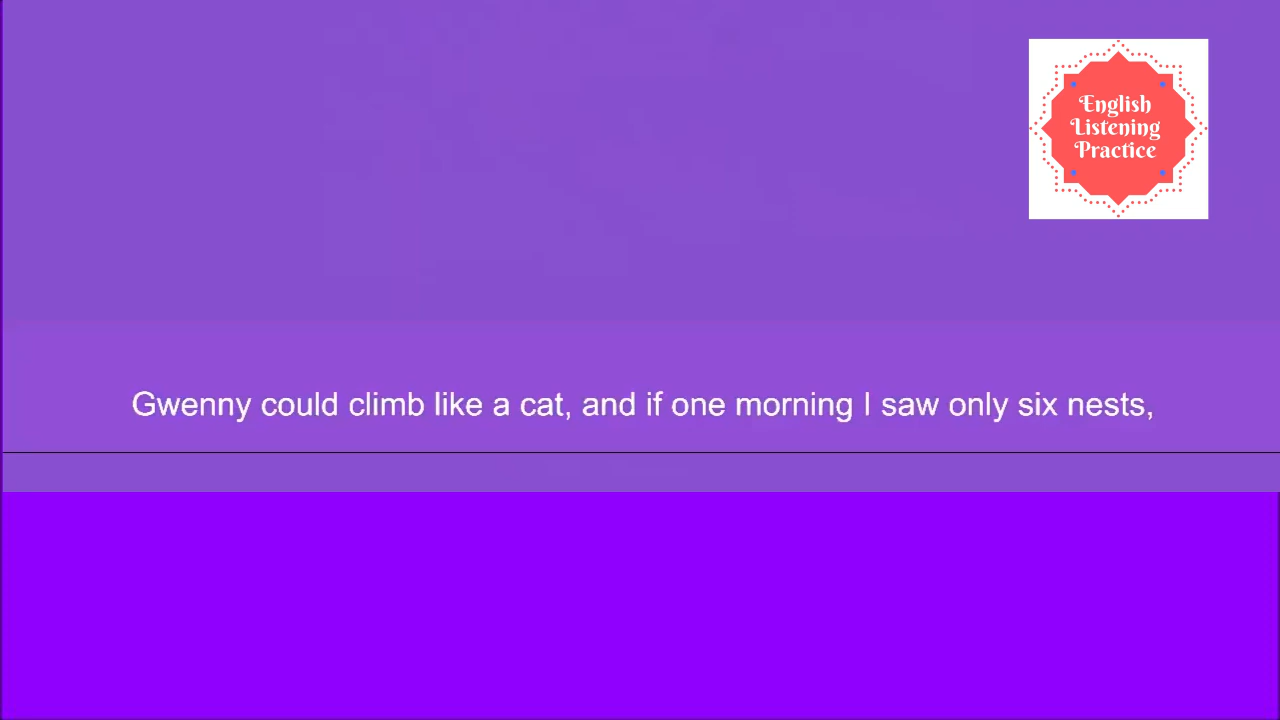 English
Listening
Practice
Gwenny could climb like a cat, and if one morning I saw only six nests,